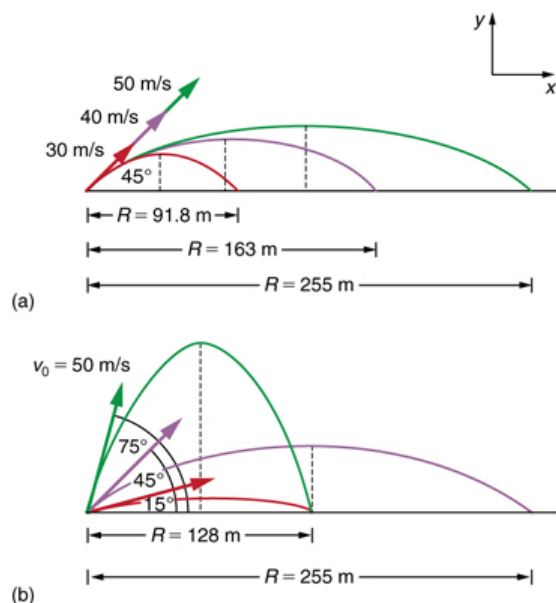 y
x
50 m/s
40 m/s
30 m/s
45°
R = 91.8 m
R = 163 m
R = 255 m
(a)
v₀ = 50 m/s
75°
45°
15°
R = 128 m
R = 255 m
(b)